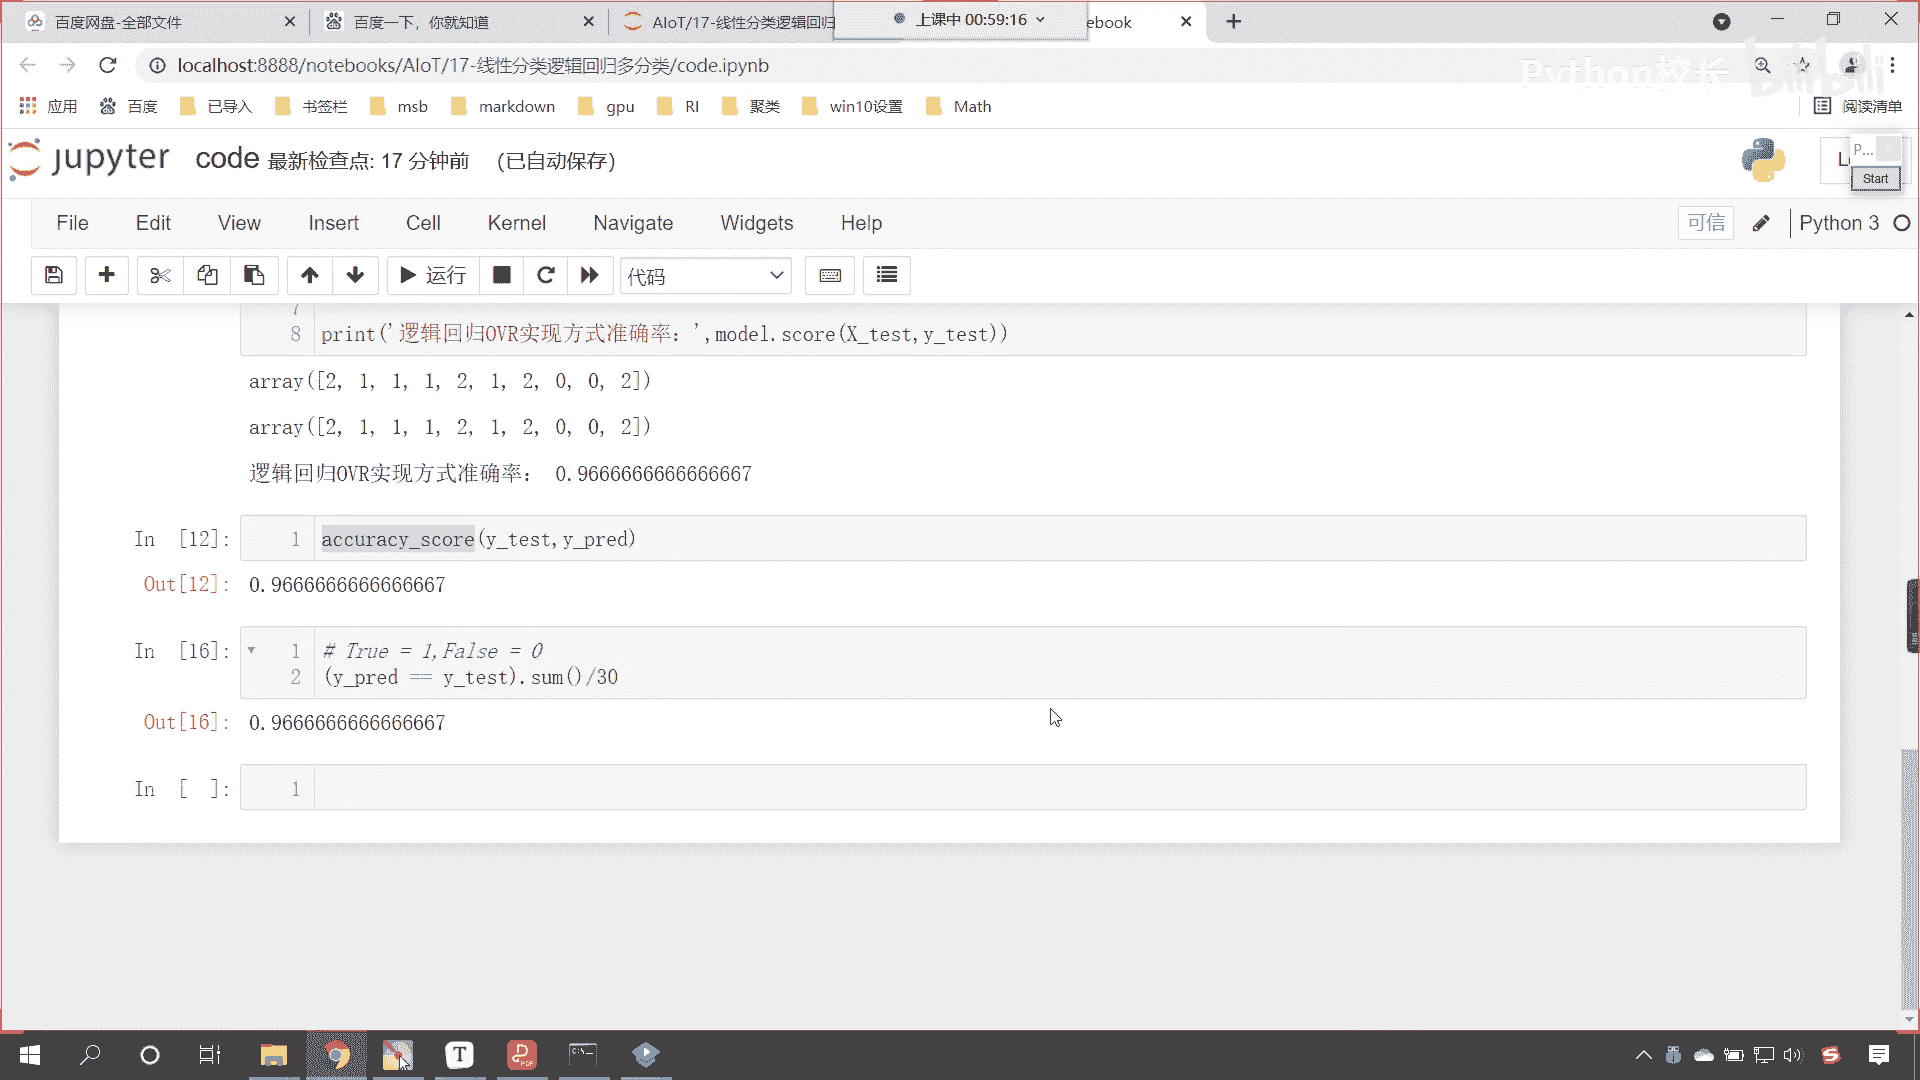 百度网盘-全部文件
百度一下，你就知道
AIoT/17-线性分类逻辑回归
上课中 00:59:16
ebook
localhost:8888/notebooks/AIoT/17-线性分类逻辑回归多分类/code.ipynb
Python校长
bilibili
应用 百度 已导入 书签栏 msb markdown gpu RI 聚类 win10设置 Math 阅读清单
jupyter code 最新检查点: 17 分钟前 (已自动保存)
P...
Start
File Edit View Insert Cell Kernel Navigate Widgets Help 可信 Python 3
运行 代码
7
8 print('逻辑回归OVR实现方式准确率：',model.score(X_test,y_test))
array([2, 1, 1, 1, 2, 1, 2, 0, 0, 2])
array([2, 1, 1, 1, 2, 1, 2, 0, 0, 2])
逻辑回归OVR实现方式准确率： 0.9666666666666667
In [12]: 1 accuracy_score(y_test,y_pred)
Out[12]: 0.9666666666666667
In [16]: 1 # True = 1,False = 0
2 (y_pred == y_test).sum()/30
Out[16]: 0.9666666666666667
In [ ]: 1